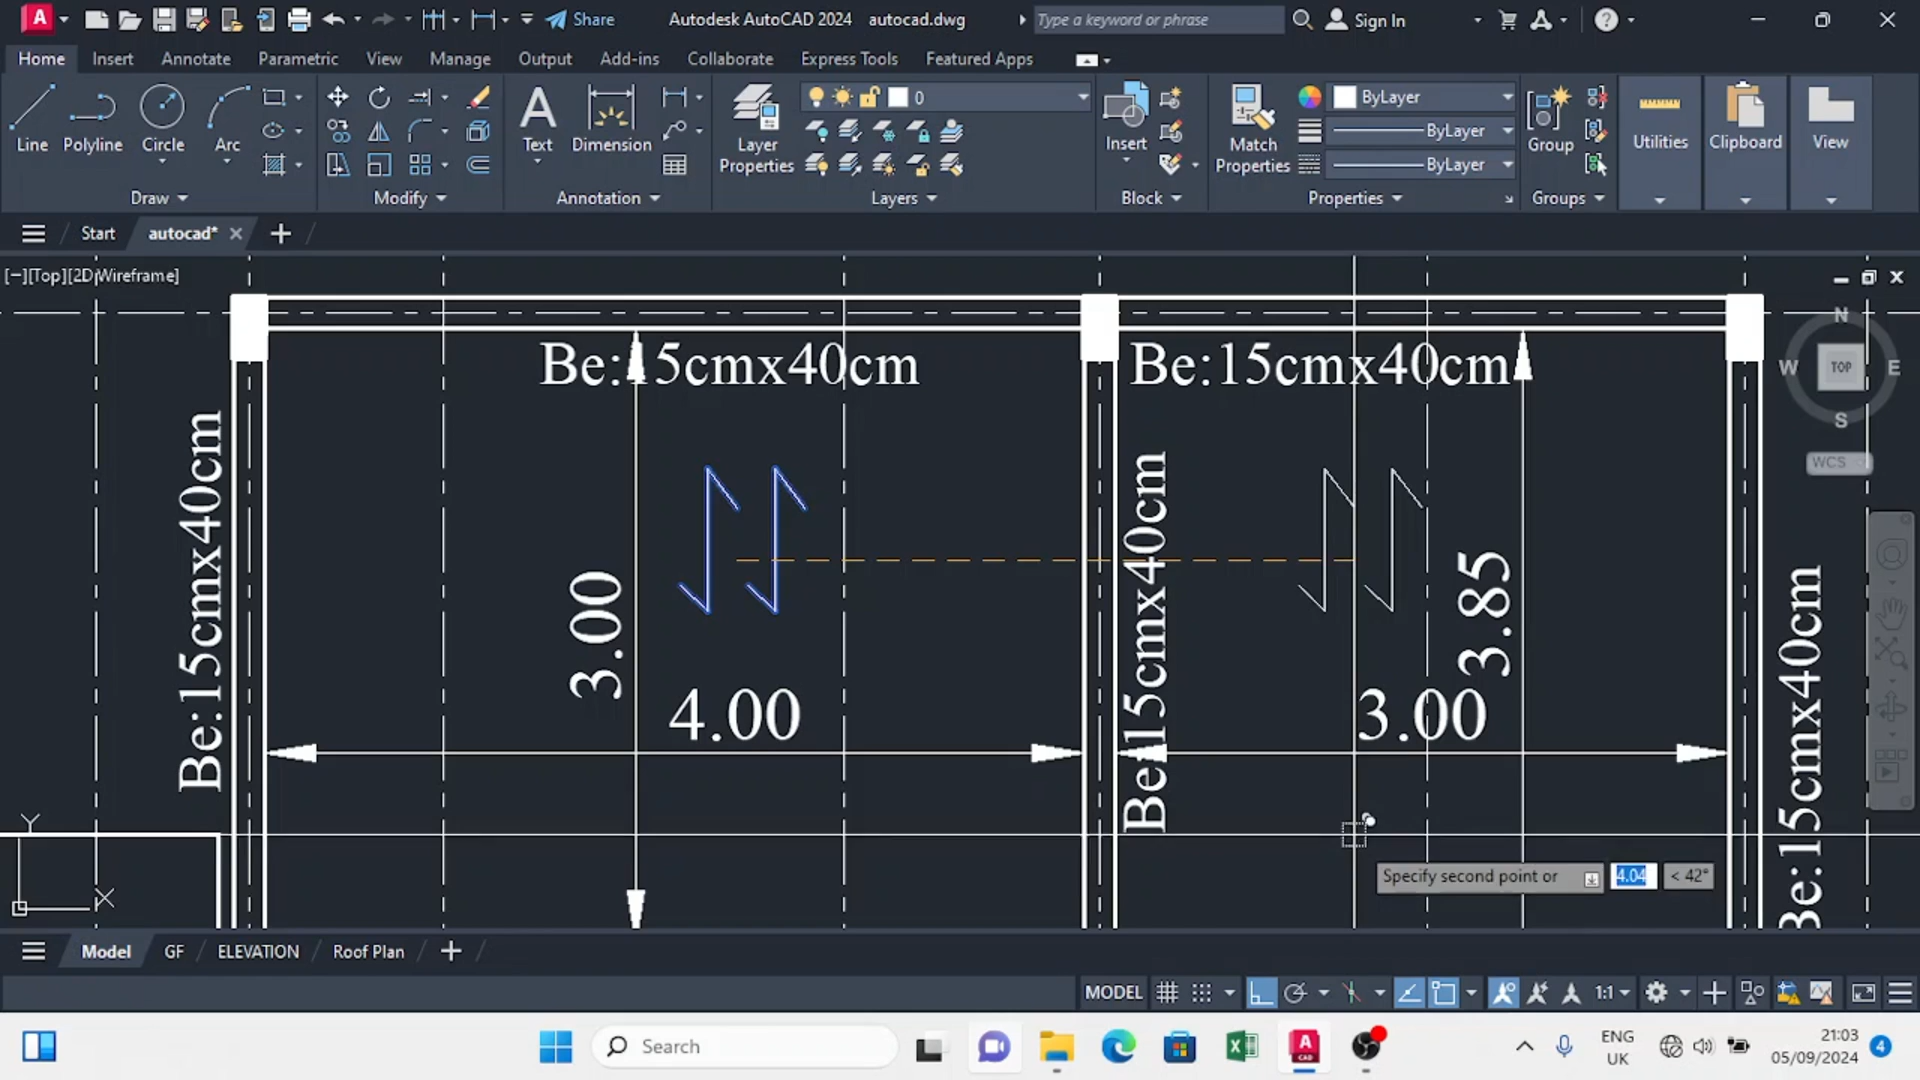 A Share Autodesk AutoCAD 2024 autocad.dwg Type a keyword or phrase Sign In
Home Insert Annotate Parametric View Manage Output Add-ins Collaborate Express Tools Featured Apps
0
ByLayer
ByLayer
ByLayer
Line Polyline Circle Arc Text Dimension Layer Properties Insert Match Properties Group Utilities Clipboard View
Draw Modify Annotation Layers Block Properties Groups
Start autocad*
[−][Top][2D Wireframe]
N
W TOP E
S
WCS
Be:15cmx40cm
Be:15cmx40cm
Be:15cmx40cm
Be:15cmx40cm
Be:15cmx40cm
3.00
4.00
3.85
3.00
Y
X
Specify second point or 4.04 < 42°
Model GF ELEVATION Roof Plan
MODEL 1:1
Search
A CAD
ENG
UK
21:03
05/09/2024
4